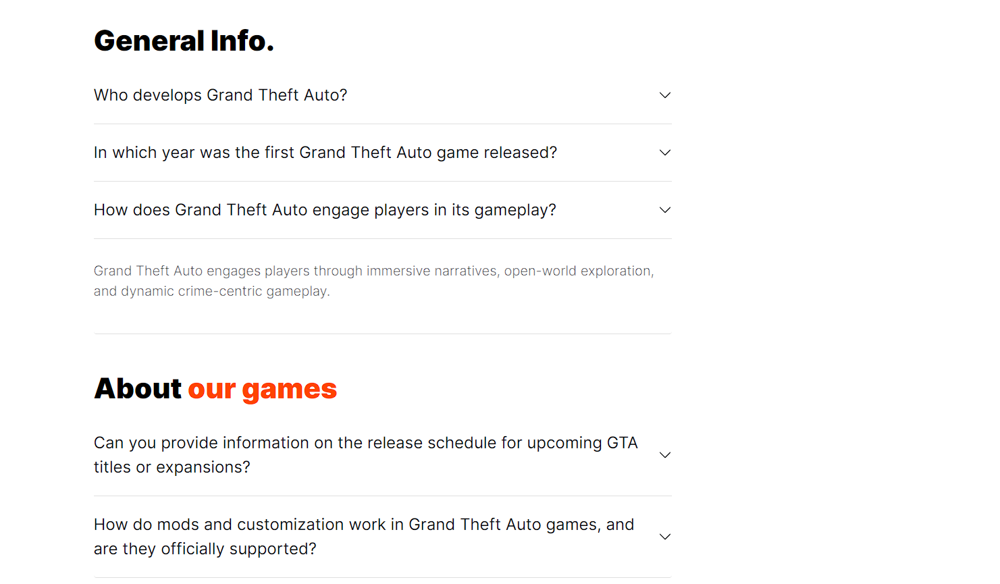 General Info.
Who develops Grand Theft Auto?
In which year was the first Grand Theft Auto game released?
How does Grand Theft Auto engage players in its gameplay?
Grand Theft Auto engages players through immersive narratives, open-world exploration,
and dynamic crime-centric gameplay.
About our games
Can you provide information on the release schedule for upcoming GTA
titles or expansions?
How do mods and customization work in Grand Theft Auto games, and
are they officially supported?